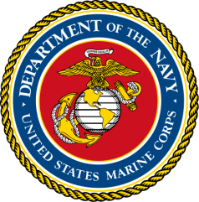 DEPARTMENT OF THE NAVY
UNITED STATES MARINE CORPS